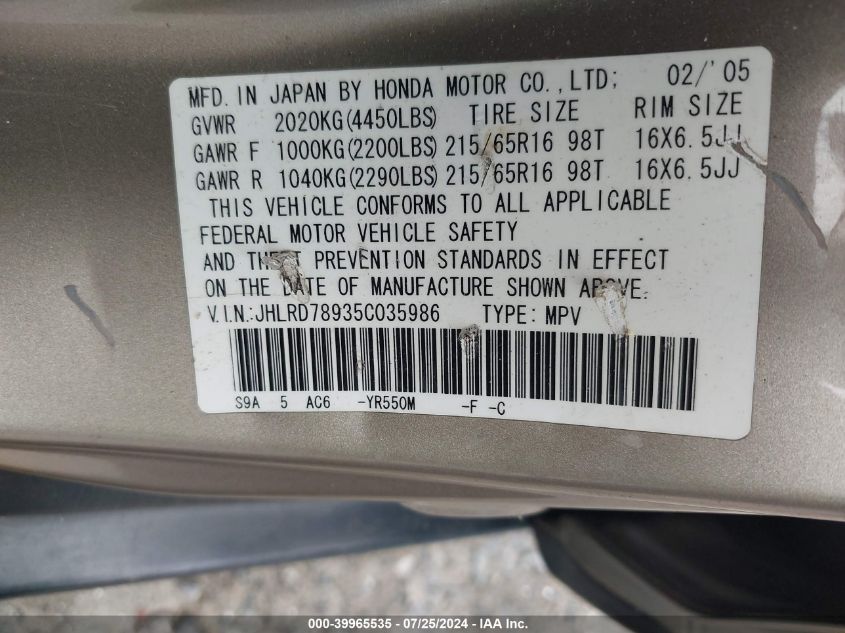 MFD. IN JAPAN BY HONDA MOTOR CO.,LTD; 02/'05
GVWR 2020KG(4450LBS) TIRE SIZE RIM SIZE
GAWR F 1000KG(2200LBS) 215/65R16 98T 16X6.5JJ
GAWR R 1040KG(2290LBS) 215/65R16 98T 16X6.5JJ
THIS VEHICLE CONFORMS TO ALL APPLICABLE
FEDERAL MOTOR VEHICLE SAFETY
AND THEFT PREVENTION STANDARDS IN EFFECT
ON THE DATE OF MANUFACTURE SHOWN ABOVE.
V.I.N.:JHLRD78935C035986 TYPE: MPV
S9A 5 AC6 -YR550M -F -C
000-39965535 - 07/25/2024 - IAA Inc.